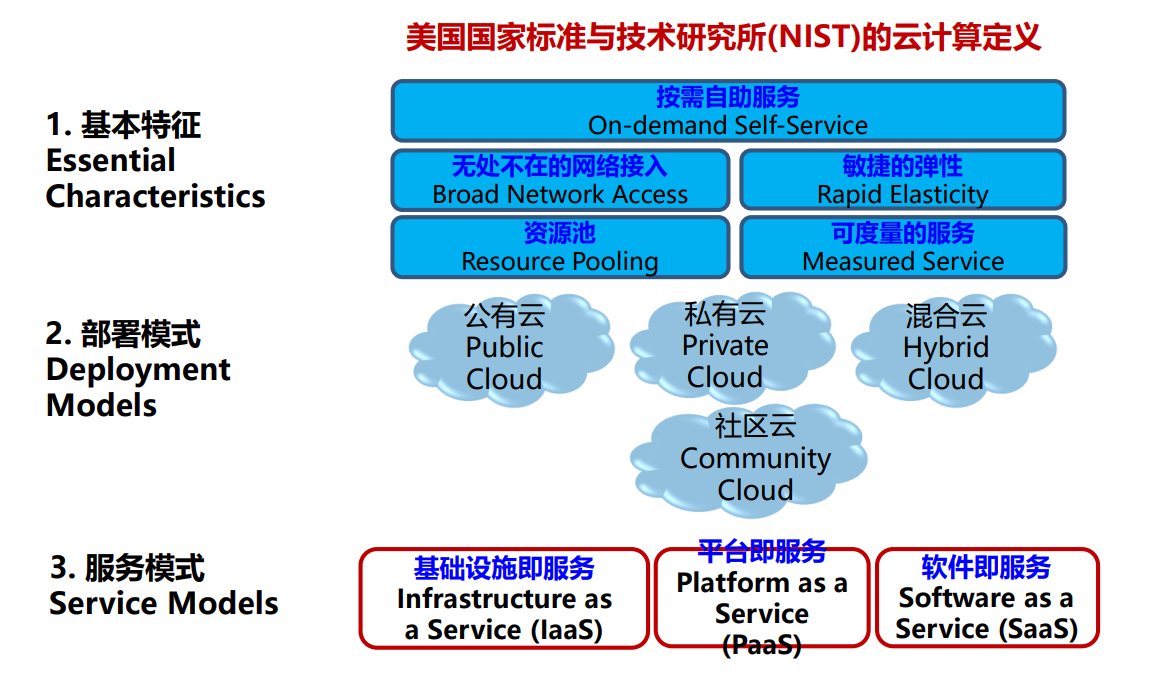 美国国家标准与技术研究所(NIST)的云计算定义
1. 基本特征
Essential
Characteristics
按需自助服务
On-demand Self-Service
无处不在的网络接入
Broad Network Access
敏捷的弹性
Rapid Elasticity
资源池
Resource Pooling
可度量的服务
Measured Service
2. 部署模式
Deployment
Models
公有云
Public
Cloud
私有云
Private
Cloud
混合云
Hybrid
Cloud
社区云
Community
Cloud
3. 服务模式
Service Models
基础设施即服务
Infrastructure as
a Service (IaaS)
平台即服务
Platform as a
Service
(PaaS)
软件即服务
Software as a
Service (SaaS)